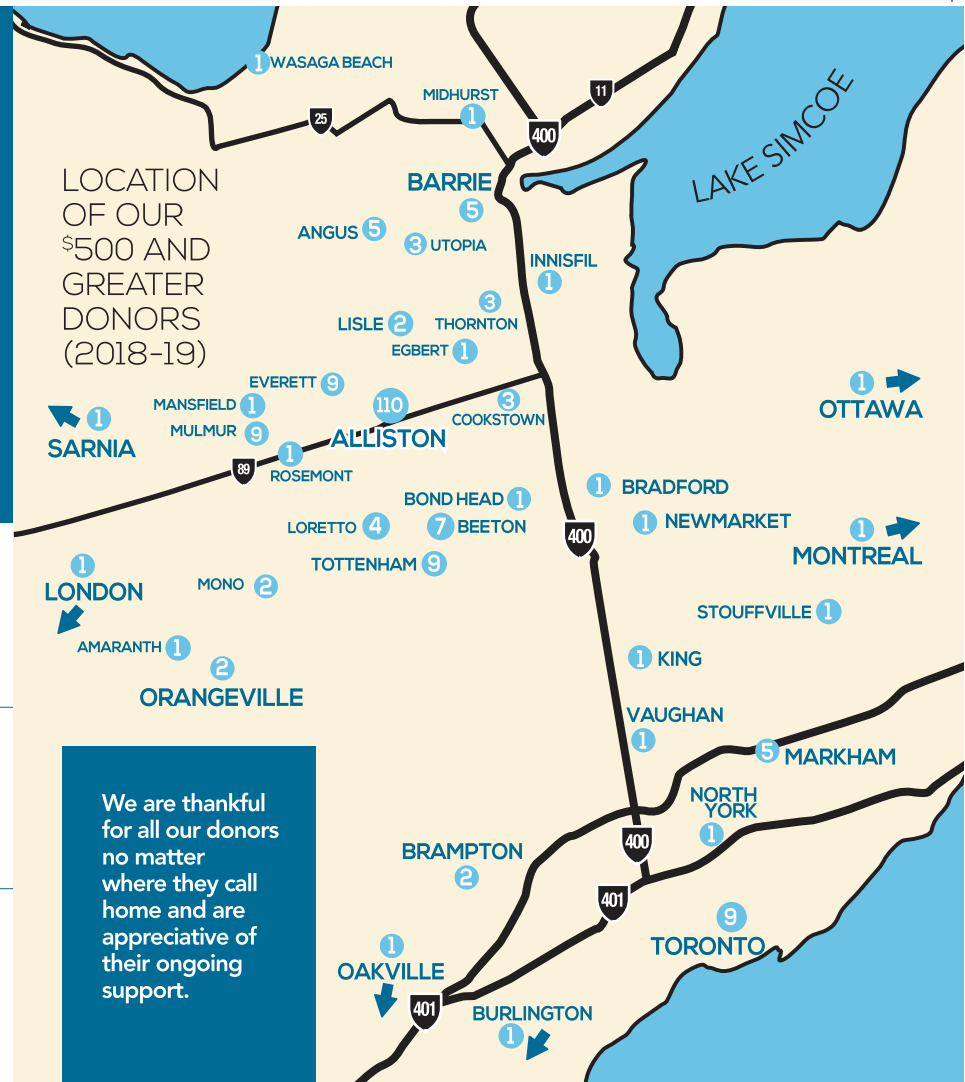 1 WASAGA BEACH
MIDHURST
1
11
25
400
LAKE SIMCOE
LOCATION
OF OUR
$500 AND
GREATER
DONORS
(2018-19)
BARRIE
5
ANGUS 5
3 UTOPIA
INNISFIL
1
3
THORNTON
LISLE 2
EGBERT 1
EVERETT 9
MANSFIELD 1
MULMUR 9
110
ALLISTON
3
COOKSTOWN
1
OTTAWA
1
SARNIA
1
ROSEMONT
89
BOND HEAD 1
1 BRADFORD
LORETTO 4
7 BEETON
1 NEWMARKET
400
1
MONTREAL
TOTTENHAM 9
1
LONDON
MONO 2
STOUFFVILLE 1
AMARANTH 1
2
ORANGEVILLE
1 KING
VAUGHAN
1
5 MARKHAM
NORTH
YORK
1
400
We are thankful
for all our donors
no matter
where they call
home and are
appreciative of
their ongoing
support.
BRAMPTON
2
401
9
TORONTO
1
OAKVILLE
401
BURLINGTON
1